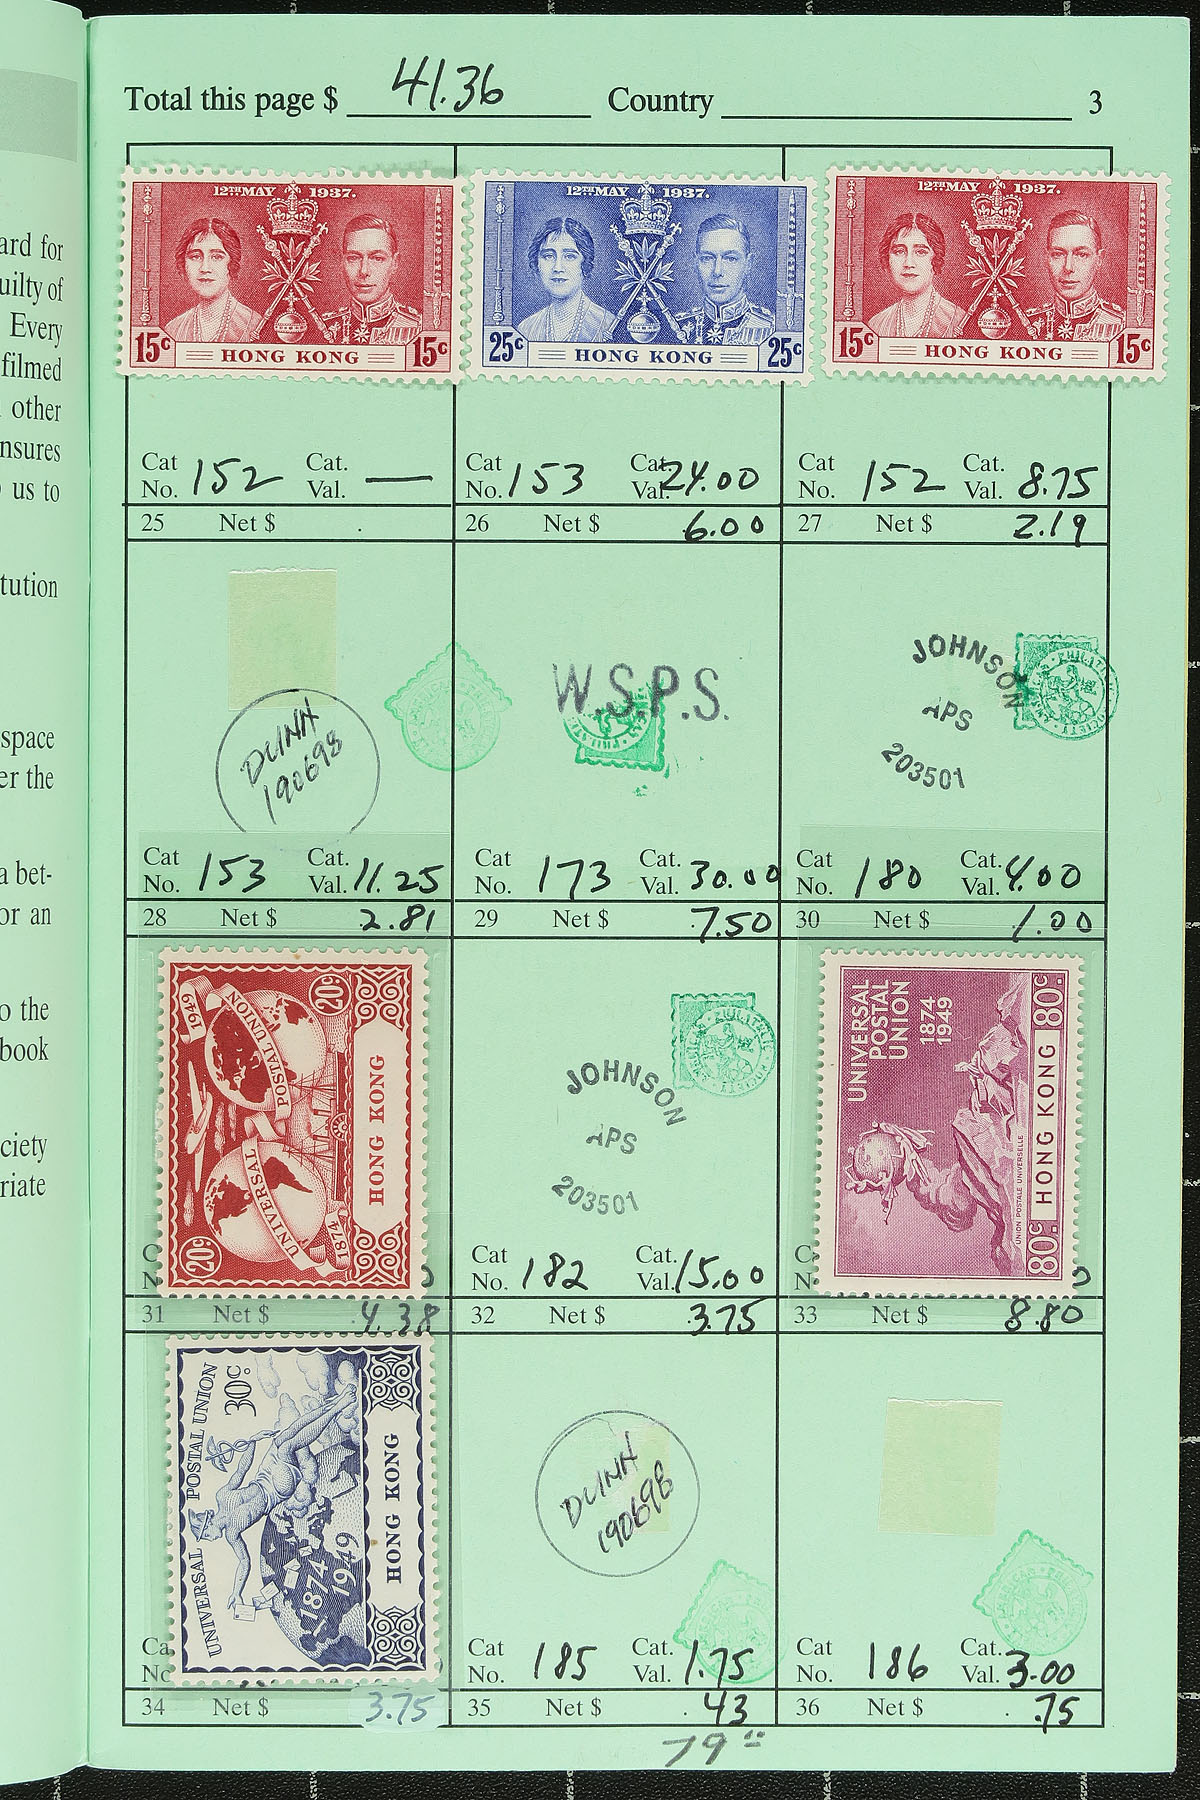 Total this page $ 41.36 Country 3
ard for
uilty of
Every
filmed
other
nsures
us to
tution
space
er the
a bet-
or an
o the
book
ciety
riate
12TH MAY 1937.
15c HONG KONG 15c
12TH MAY 1937.
25c HONG KONG 25c
12TH MAY 1937.
15c HONG KONG 15c
Cat. No. 152 Cat. Val. —
25 Net $ .
Cat. No. 153 Cat. Val. 24.00
26 Net $ 6.00
Cat. No. 152 Cat. Val. 8.75
27 Net $ 2.19
DUNN
190698
W.S.P.S.
JOHNSON
APS
203501
Cat No. 153 Cat. Val. 11.25
28 Net $ 2.81
Cat No. 173 Cat. Val. 30.00
29 Net $ 7.50
Cat No. 180 Cat. Val. 4.00
30 Net $ 1.00
1949
POSTAL UNION
UNIVERSAL
1874
20c 20c
HONG KONG
31 Net $ 4.38
JOHNSON
APS
203501
Cat No. 182 Cat. Val. 15.00
32 Net $ 3.75
UNIVERSAL
POSTAL
UNION
1874
1949
UNION POSTALE UNIVERSELLE
80c HONG KONG 80c
33 Net $ 8.80
UNIVERSAL POSTAL UNION
30c
1874
1949
HONG KONG
34 Net $ 3.75
DUNN
190698
Cat No. 185 Cat. Val. 1.75
35 Net $ .43
Cat No. 186 Cat. Val. 3.00
36 Net $ .75
79